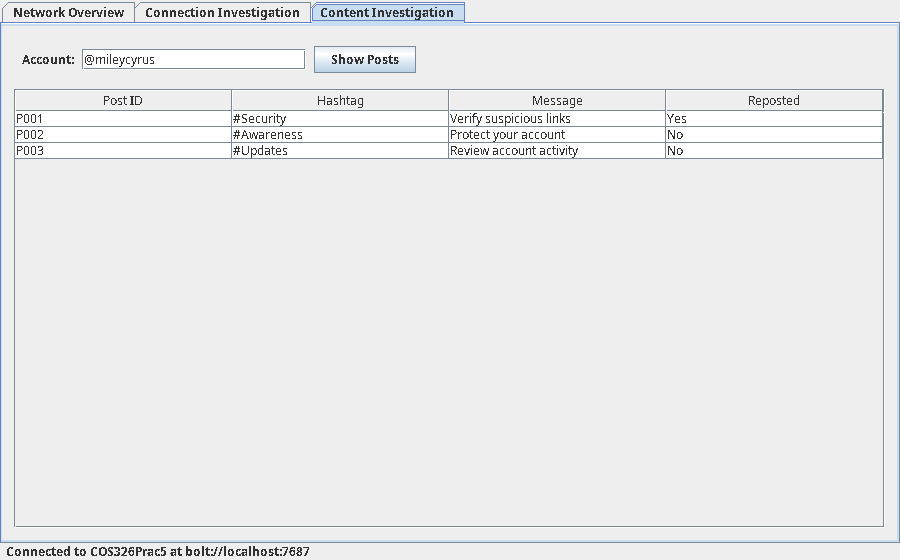 Network Overview Connection Investigation Content Investigation
Account: @mileycyrus Show Posts
Post ID Hashtag Message Reposted
P001 #Security Verify suspicious links Yes
P002 #Awareness Protect your account No
P003 #Updates Review account activity No
Connected to COS326Prac5 at bolt://localhost:7687